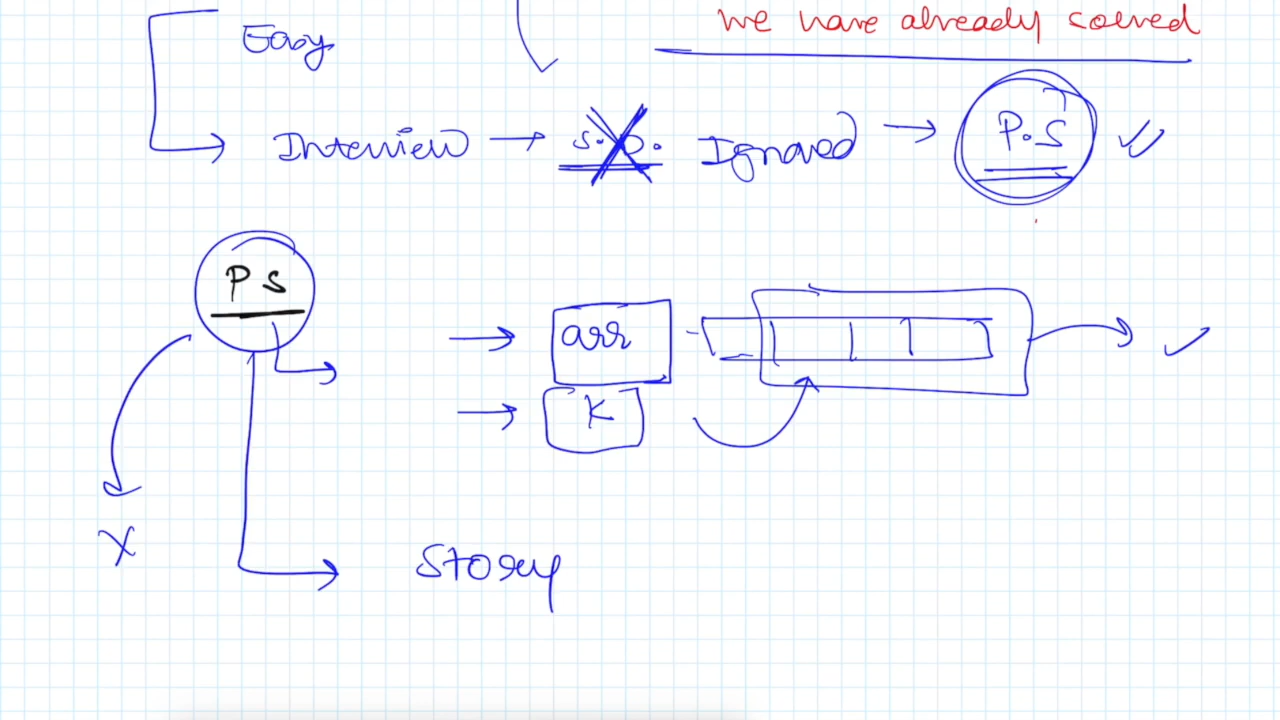 we have already solved
Easy
Interview → Ignored → P.S
P S
→ arr
→ K
X
Story